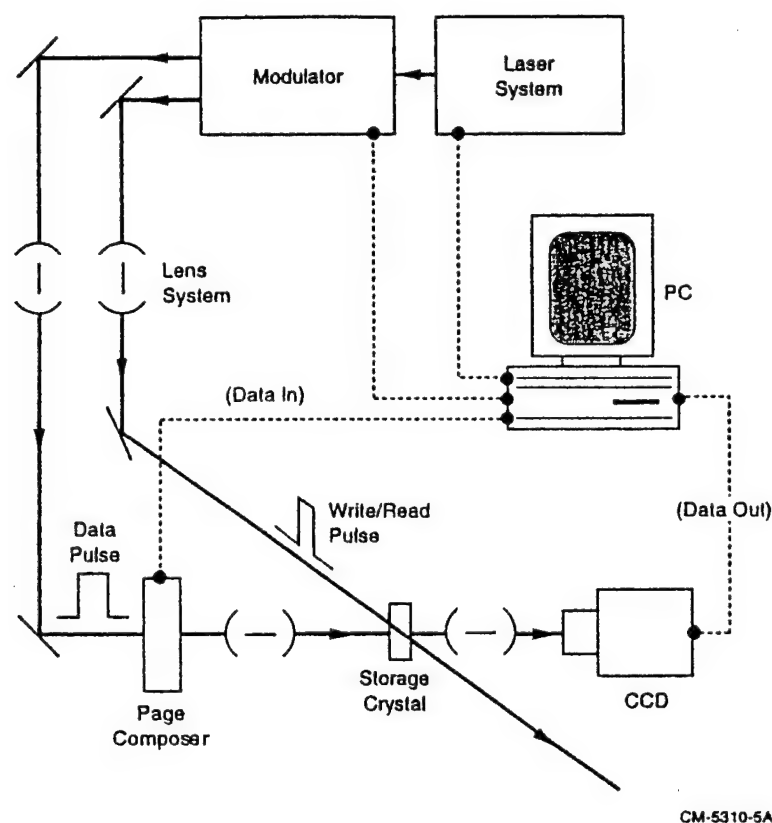 Modulator
Laser
System
Lens
System
PC
(Data In)
Write/Read
Pulse
(Data Out)
Data
Pulse
Storage
Crystal
CCD
Page
Composer
CM-5310-5A